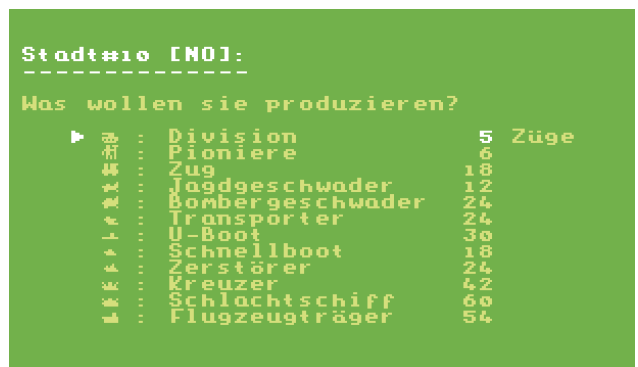 Stadt#10 [NO]:
---------------
Was wollen sie produzieren?
: Division 5 Züge
: Pioniere 6
: Zug 18
: Jagdgeschwader 12
: Bombergeschwader 24
: Transporter 24
: U-Boot 30
: Schnellboot 18
: Zerstörer 24
: Kreuzer 42
: Schlachtschiff 60
: Flugzeugträger 54